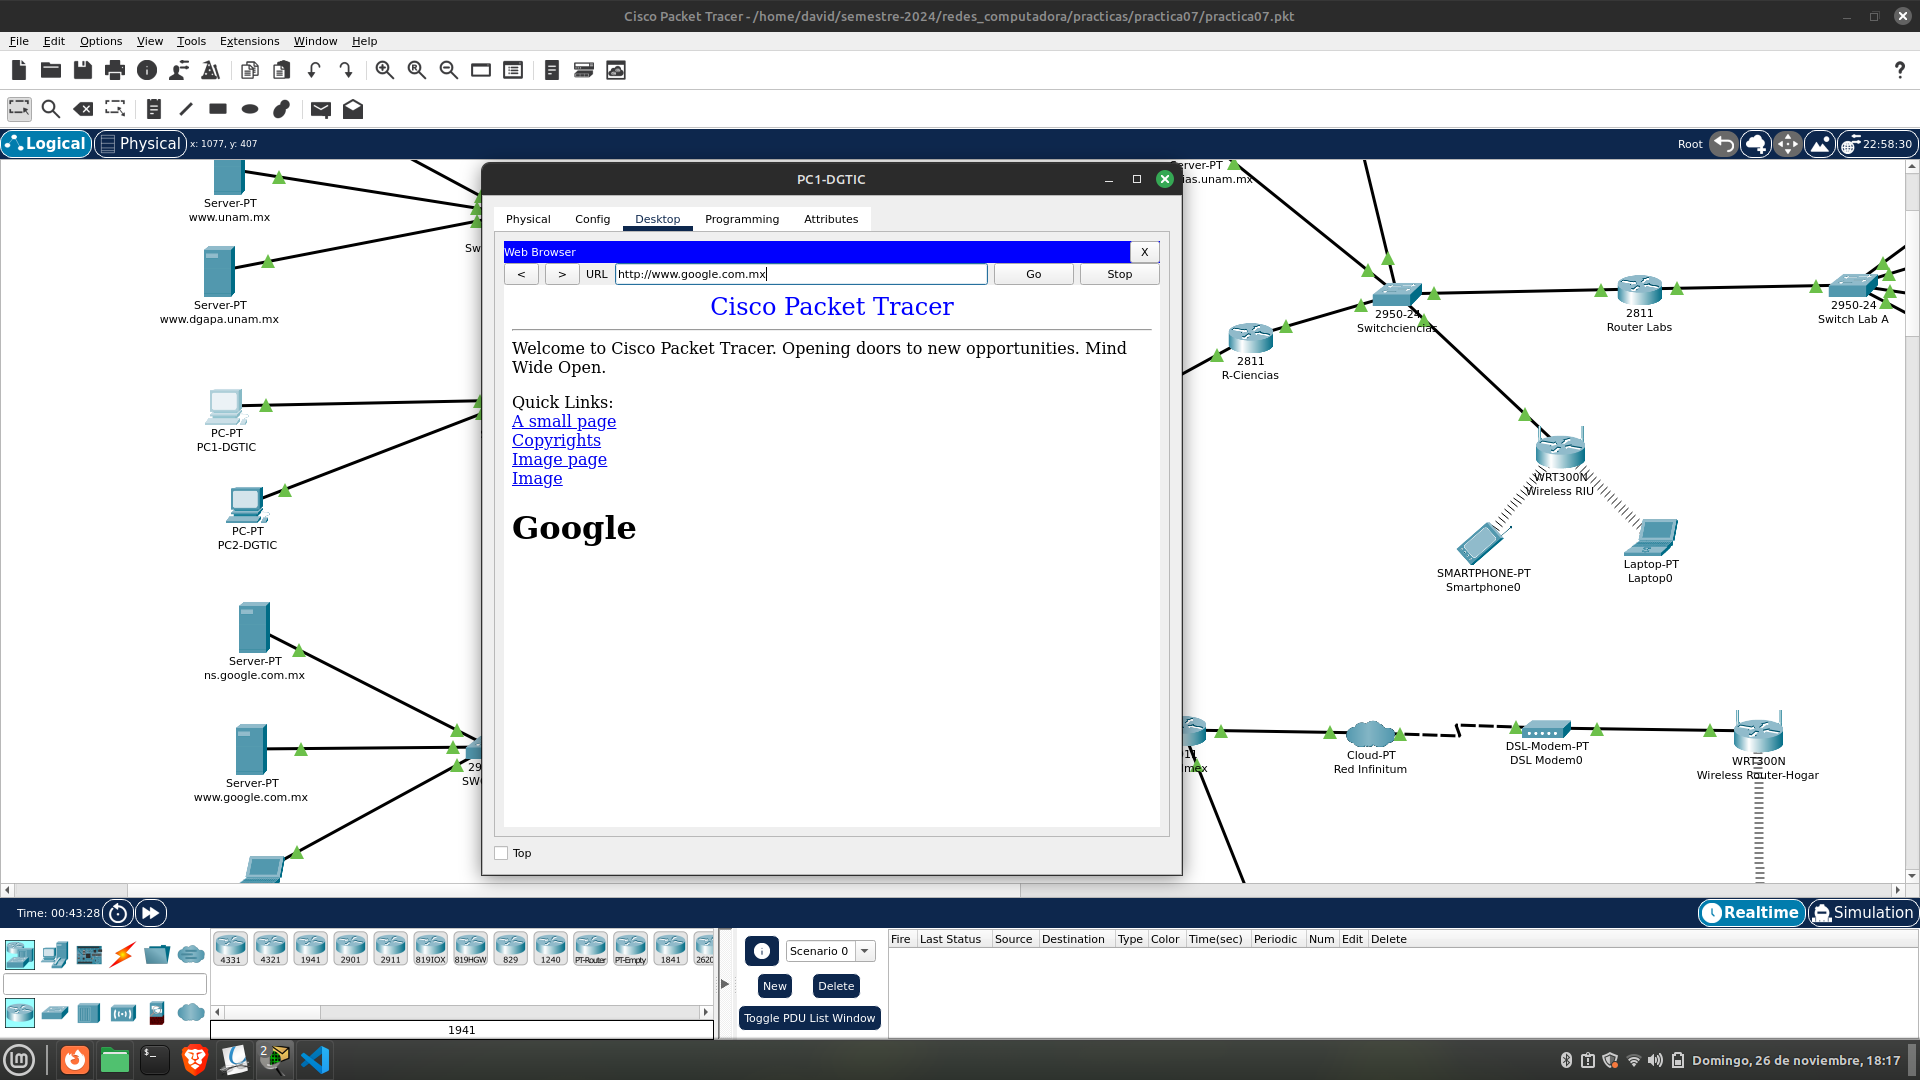 Cisco Packet Tracer - /home/david/semestre-2024/redes_computadora/practicas/practica07/practica07.pkt
File Edit Options View Tools Extensions Window Help
?
Logical Physical x: 1077, y: 407
Root 22:58:30
Server-PT
www.unam.mx
Server-PT
www.dgapa.unam.mx
PC-PT
PC1-DGTIC
PC-PT
PC2-DGTIC
Server-PT
ns.google.com.mx
Server-PT
www.google.com.mx
PC1-DGTIC
Physical Config Desktop Programming Attributes
Web Browser X
< > URL http://www.google.com.mx Go Stop
Cisco Packet Tracer
Welcome to Cisco Packet Tracer. Opening doors to new opportunities. Mind
Wide Open.
Quick Links:
A small page
Copyrights
Image page
Image
Google
Top
2950-24
Switchciencias
2811
R-Ciencias
2811
Router Labs
2950-24
Switch Lab A
WRT300N
Wireless RIU
SMARTPHONE-PT
Smartphone0
Laptop-PT
Laptop0
Cloud-PT
Red Infinitum
DSL-Modem-PT
DSL Modem0
WRT300N
Wireless Router-Hogar
Time: 00:43:28
Realtime Simulation
4331 4321 1941 2901 2911 819IOX 819HGW 829 1240 PT-Router PT-Empty 1841 2620
1941
Scenario 0
New Delete
Toggle PDU List Window
Fire Last Status Source Destination Type Color Time(sec) Periodic Num Edit Delete
2
Domingo, 26 de noviembre, 18:17